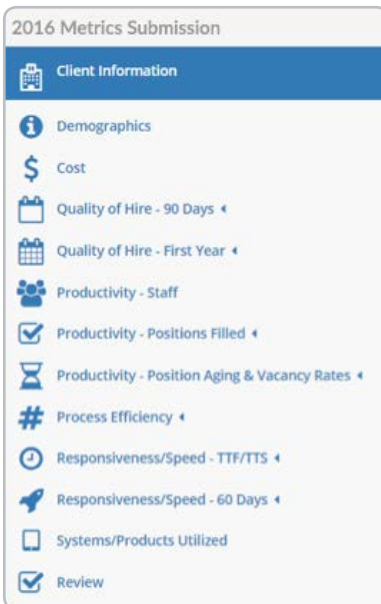 2016 Metrics Submission
Client Information
Demographics
Cost
Quality of Hire - 90 Days
Quality of Hire - First Year
Productivity - Staff
Productivity - Positions Filled
Productivity - Position Aging & Vacancy Rates
Process Efficiency
Responsiveness/Speed - TTF/TTS
Responsiveness/Speed - 60 Days
Systems/Products Utilized
Review